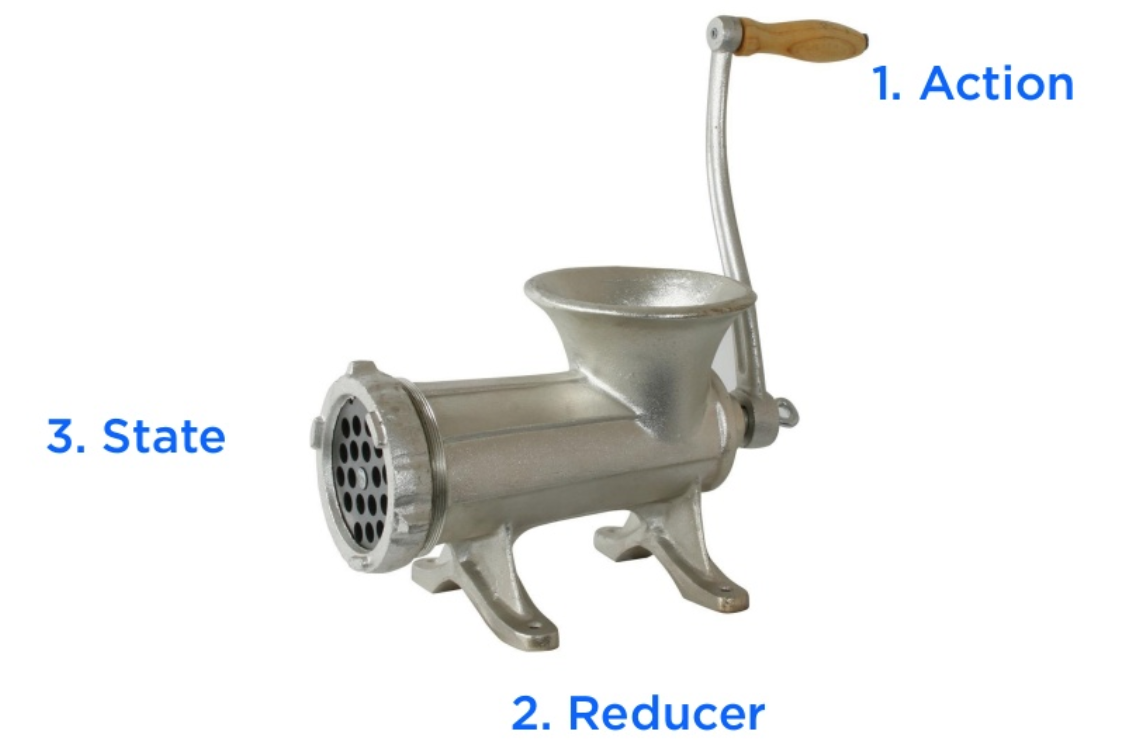 1. Action
3. State
2. Reducer